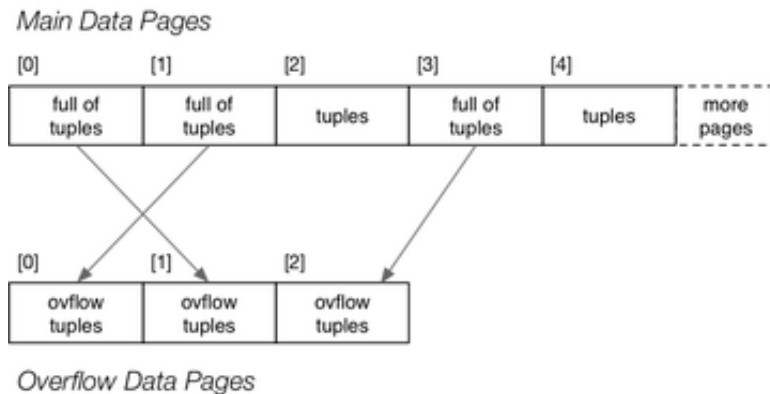 Main Data Pages
[0] [1] [2] [3] [4]
full of full of full of more
tuples tuples tuples tuples tuples pages
[0] [1] [2]
ovflow ovflow ovflow
tuples tuples tuples
Overflow Data Pages